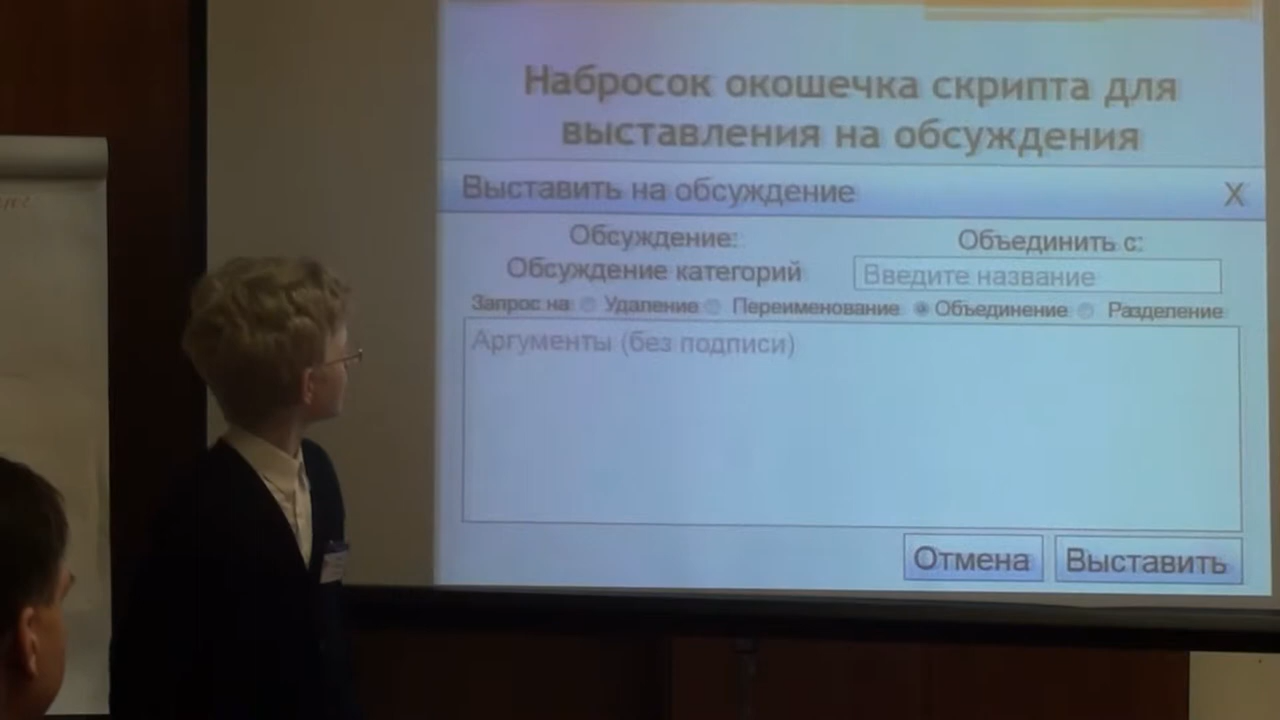 Набросок окошечка скрипта для
выставления на обсуждения
Выставить на обсуждение X
Обсуждение: Объединить с:
Обсуждение категорий Введите название
Запрос на Удаление Переименование Объединение Разделение
Аргументы (без подписи)
Отмена Выставить